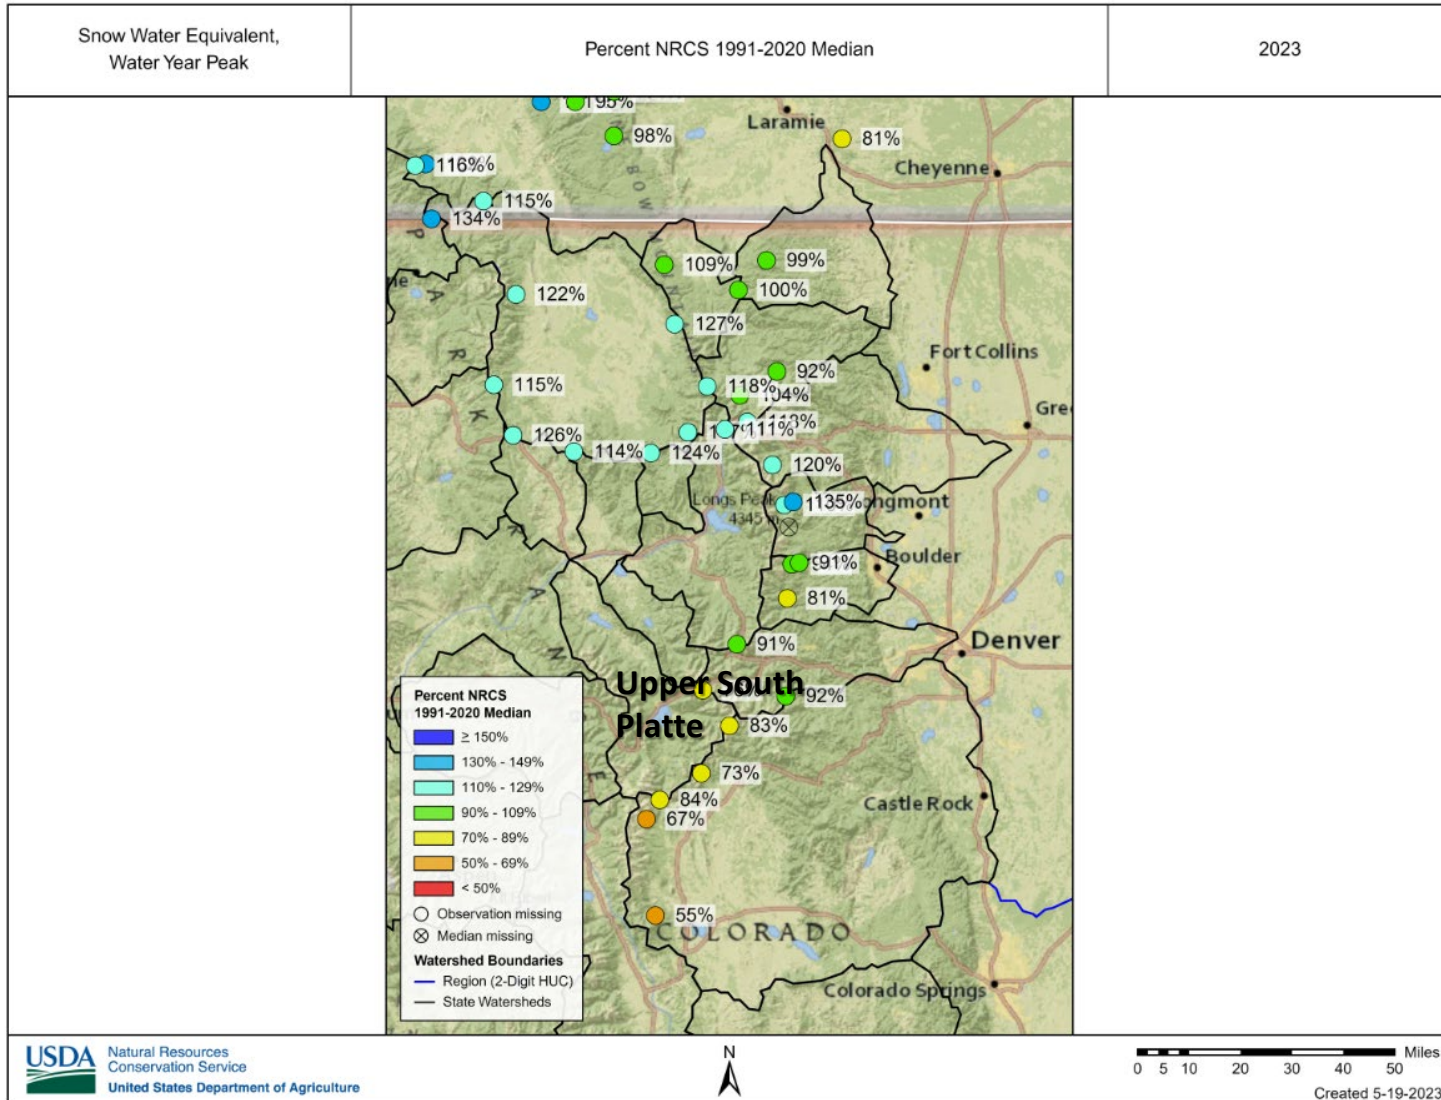 Snow Water Equivalent,
Water Year Peak
Percent NRCS 1991-2020 Median
2023
95%
98%
Laramie
81%
Cheyenne
116%
115%
134%
109%
99%
100%
122%
127%
Fort Collins
92%
118%
104%
115%
111%
126%
114%
124%
120%
Longs Peak
4345 m
135%
Boulder
91%
81%
91%
Denver
Upper South
Platte
92%
83%
73%
84%
67%
Castle Rock
55%
COLORADO
Colorado Springs
Percent NRCS
1991-2020 Median
≥ 150%
130% - 149%
110% - 129%
90% - 109%
70% - 89%
50% - 69%
< 50%
Observation missing
Median missing
Watershed Boundaries
Region (2-Digit HUC)
State Watersheds
USDA
Natural Resources
Conservation Service
United States Department of Agriculture
N
Miles
0 5 10 20 30 40 50
Created 5-19-2023